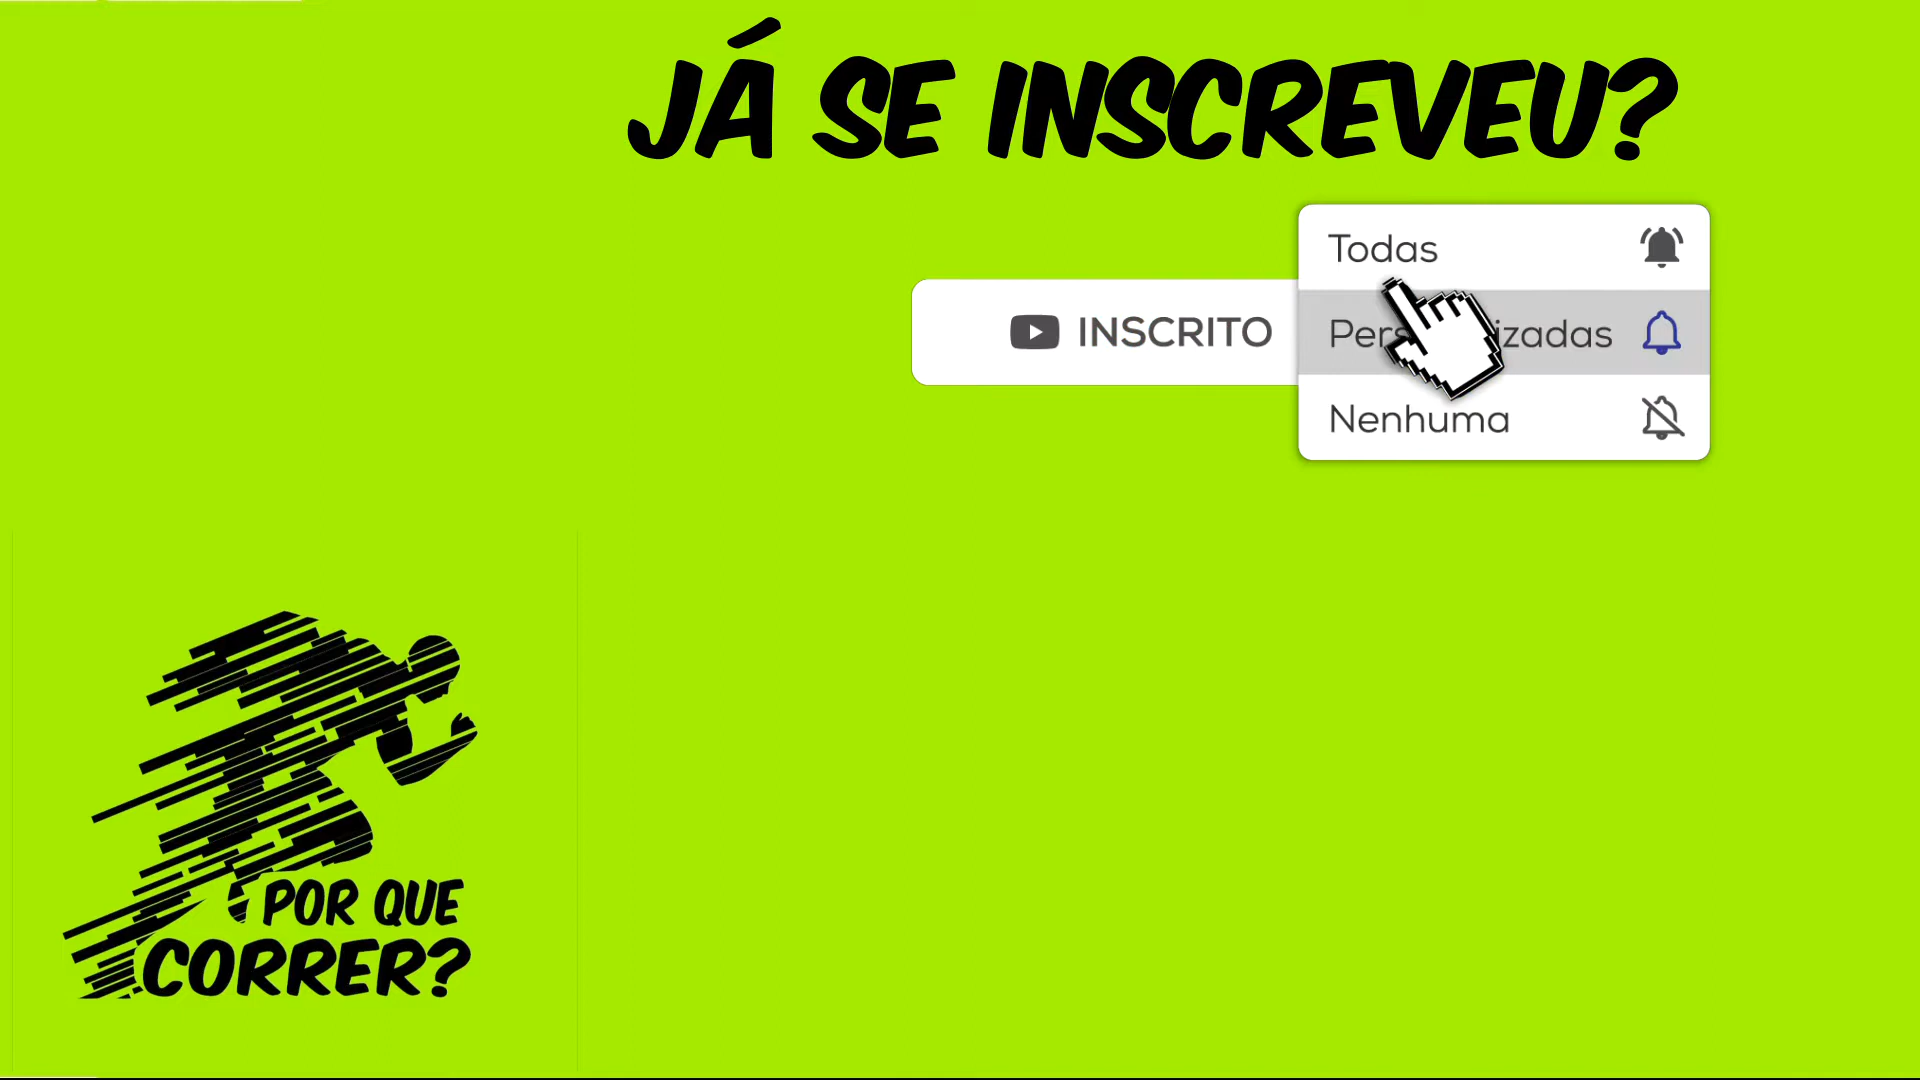 JÁ SE INSCREVEU?
Todas
INSCRITO
Nenhuma
POR QUE
CORRER?